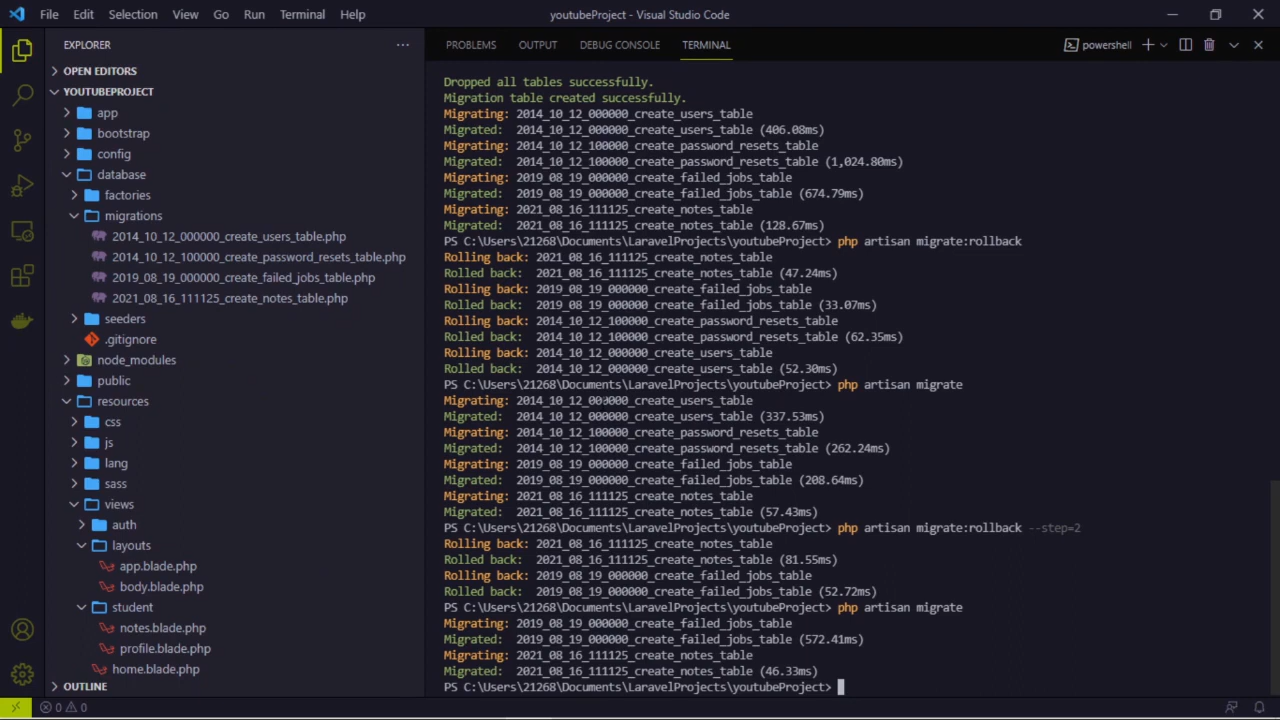 File Edit Selection View Go Run Terminal Help youtubeProject - Visual Studio Code
EXPLORER
OPEN EDITORS
YOUTUBEPROJECT
app
bootstrap
config
database
factories
migrations
2014_10_12_000000_create_users_table.php
2014_10_12_100000_create_password_resets_table.php
2019_08_19_000000_create_failed_jobs_table.php
2021_08_16_111125_create_notes_table.php
seeders
.gitignore
node_modules
public
resources
css
js
lang
sass
views
auth
layouts
app.blade.php
body.blade.php
student
notes.blade.php
profile.blade.php
home.blade.php
OUTLINE
PROBLEMS OUTPUT DEBUG CONSOLE TERMINAL powershell
Dropped all tables successfully.
Migration table created successfully.
Migrating: 2014_10_12_000000_create_users_table
Migrated:  2014_10_12_000000_create_users_table (406.08ms)
Migrating: 2014_10_12_100000_create_password_resets_table
Migrated:  2014_10_12_100000_create_password_resets_table (1,024.80ms)
Migrating: 2019_08_19_000000_create_failed_jobs_table
Migrated:  2019_08_19_000000_create_failed_jobs_table (674.79ms)
Migrating: 2021_08_16_111125_create_notes_table
Migrated:  2021_08_16_111125_create_notes_table (128.67ms)
PS C:\Users\21268\Documents\LaravelProjects\youtubeProject> php artisan migrate:rollback
Rolling back: 2021_08_16_111125_create_notes_table
Rolled back:  2021_08_16_111125_create_notes_table (47.24ms)
Rolling back: 2019_08_19_000000_create_failed_jobs_table
Rolled back:  2019_08_19_000000_create_failed_jobs_table (33.07ms)
Rolling back: 2014_10_12_100000_create_password_resets_table
Rolled back:  2014_10_12_100000_create_password_resets_table (62.35ms)
Rolling back: 2014_10_12_000000_create_users_table
Rolled back:  2014_10_12_000000_create_users_table (52.30ms)
PS C:\Users\21268\Documents\LaravelProjects\youtubeProject> php artisan migrate
Migrating: 2014_10_12_000000_create_users_table
Migrated:  2014_10_12_000000_create_users_table (337.53ms)
Migrating: 2014_10_12_100000_create_password_resets_table
Migrated:  2014_10_12_100000_create_password_resets_table (262.24ms)
Migrating: 2019_08_19_000000_create_failed_jobs_table
Migrated:  2019_08_19_000000_create_failed_jobs_table (208.64ms)
Migrating: 2021_08_16_111125_create_notes_table
Migrated:  2021_08_16_111125_create_notes_table (57.43ms)
PS C:\Users\21268\Documents\LaravelProjects\youtubeProject> php artisan migrate:rollback --step=2
Rolling back: 2021_08_16_111125_create_notes_table
Rolled back:  2021_08_16_111125_create_notes_table (81.55ms)
Rolling back: 2019_08_19_000000_create_failed_jobs_table
Rolled back:  2019_08_19_000000_create_failed_jobs_table (52.72ms)
PS C:\Users\21268\Documents\LaravelProjects\youtubeProject> php artisan migrate
Migrating: 2019_08_19_000000_create_failed_jobs_table
Migrated:  2019_08_19_000000_create_failed_jobs_table (572.41ms)
Migrating: 2021_08_16_111125_create_notes_table
Migrated:  2021_08_16_111125_create_notes_table (46.33ms)
PS C:\Users\21268\Documents\LaravelProjects\youtubeProject>
0 0